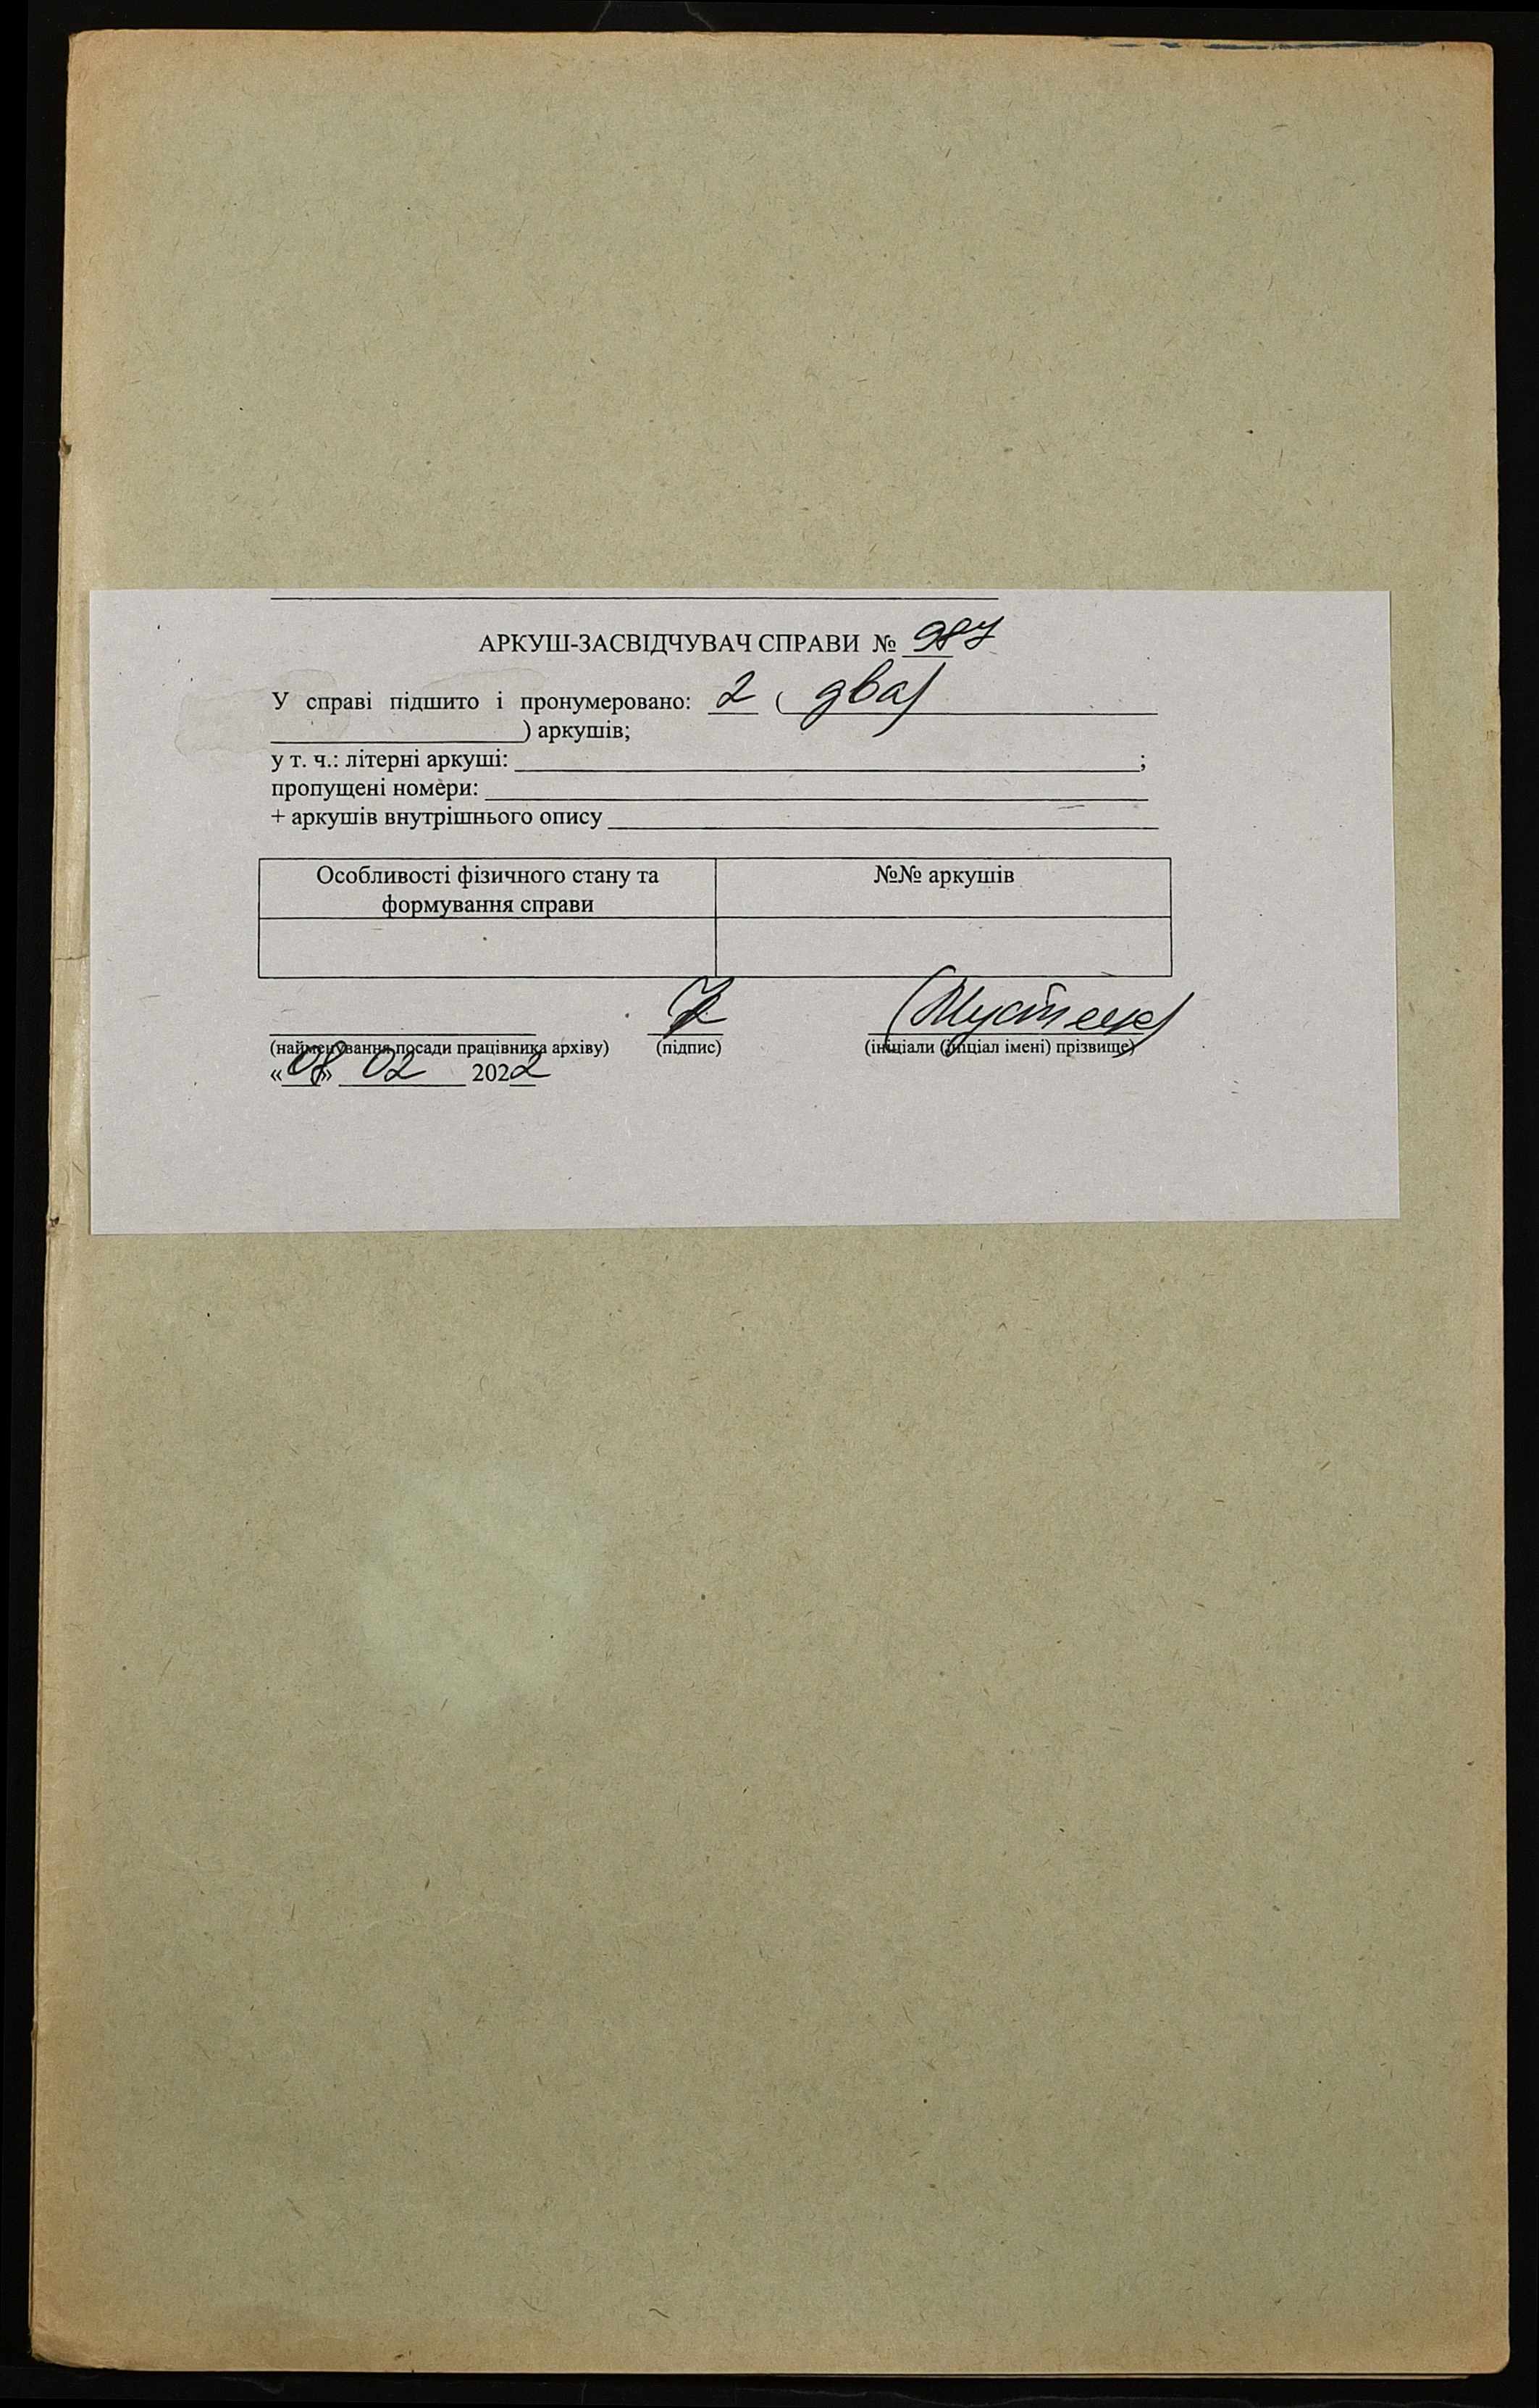 АРКУШ-ЗАСВІДЧУВАЧ СПРАВИ № 987
У справі підшито і пронумеровано: 2 ( два)
) аркушів;
у т. ч.: літерні аркуші: ;
пропущені номери:
+ аркушів внутрішнього опису
Особливості фізичного стану та
формування справи
№№ аркушів
(найменування посади працівника архіву) (підпис) (ініціали (ініціал імені) прізвище)
«08» 02 2022